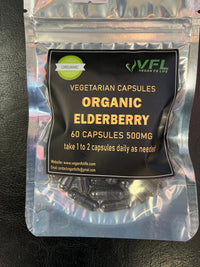 ORGANIC
VFL
VEGAN FIT LIFE
VEGETARIAN CAPSULES
ORGANIC
ELDERBERRY
60 CAPSULES 500MG
take 1 to 2 capsules daily as needed